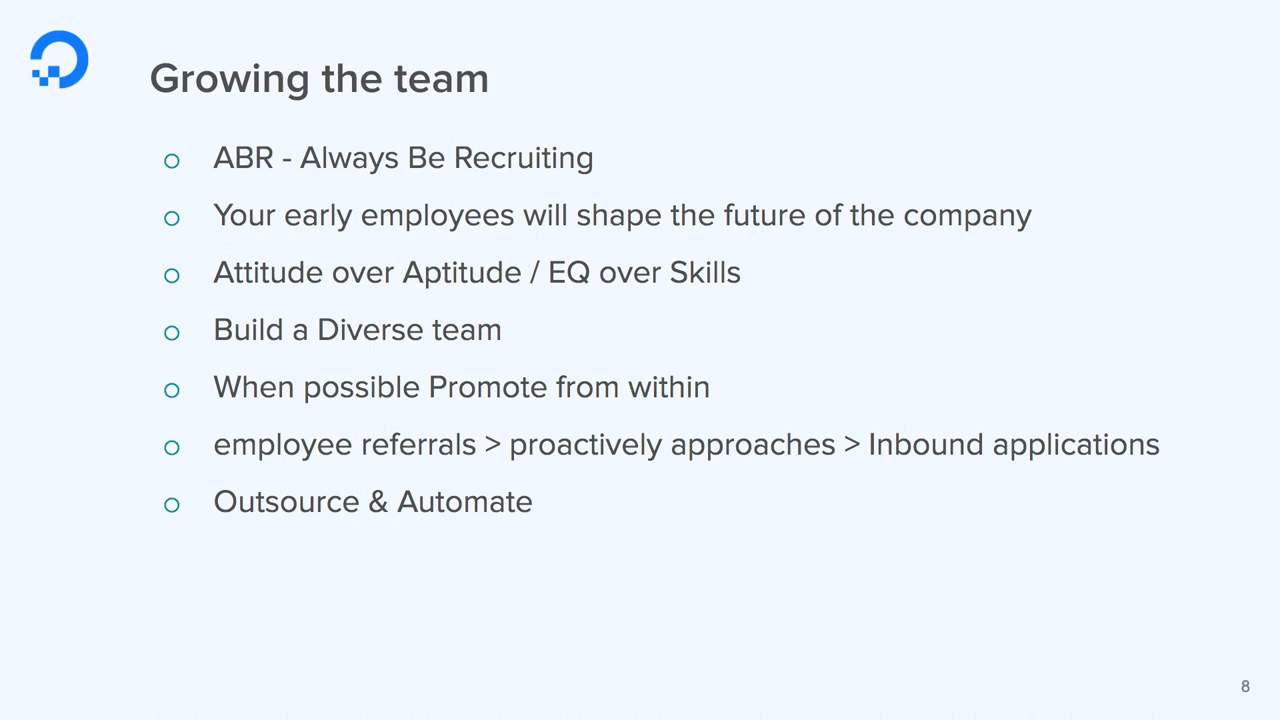 Growing the team
ABR - Always Be Recruiting
Your early employees will shape the future of the company
Attitude over Aptitude / EQ over Skills
Build a Diverse team
When possible Promote from within
employee referrals > proactively approaches > Inbound applications
Outsource & Automate
8